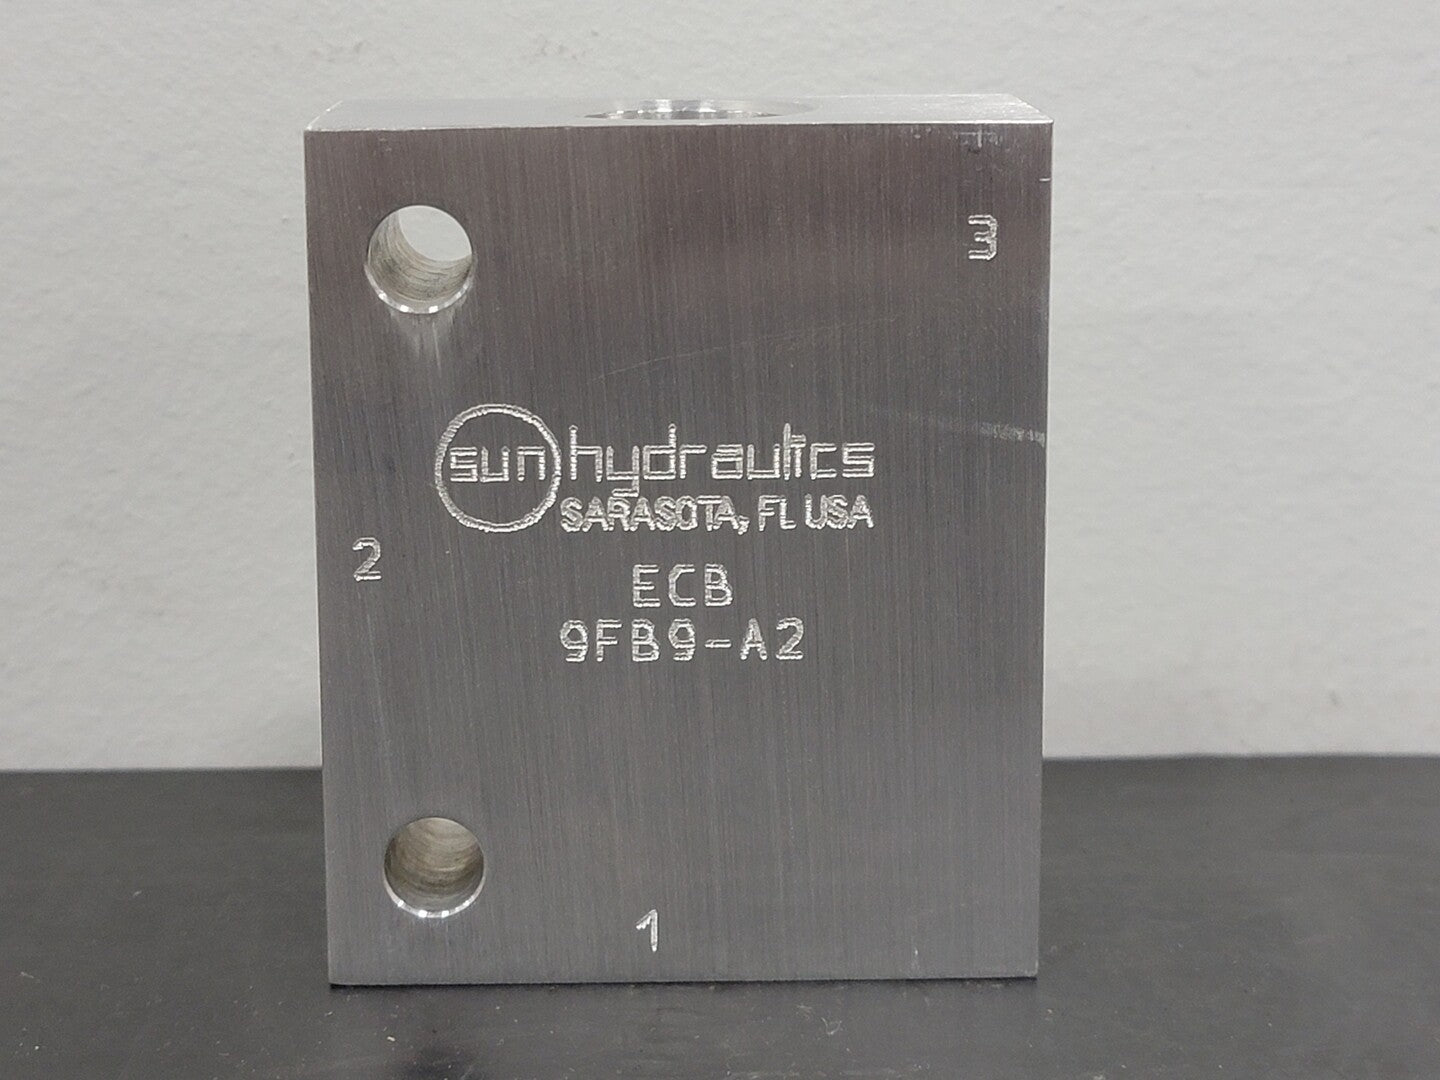 3
sun hydraulics
SARASOTA, FL USA
2
ECB
9FB9-A2
1